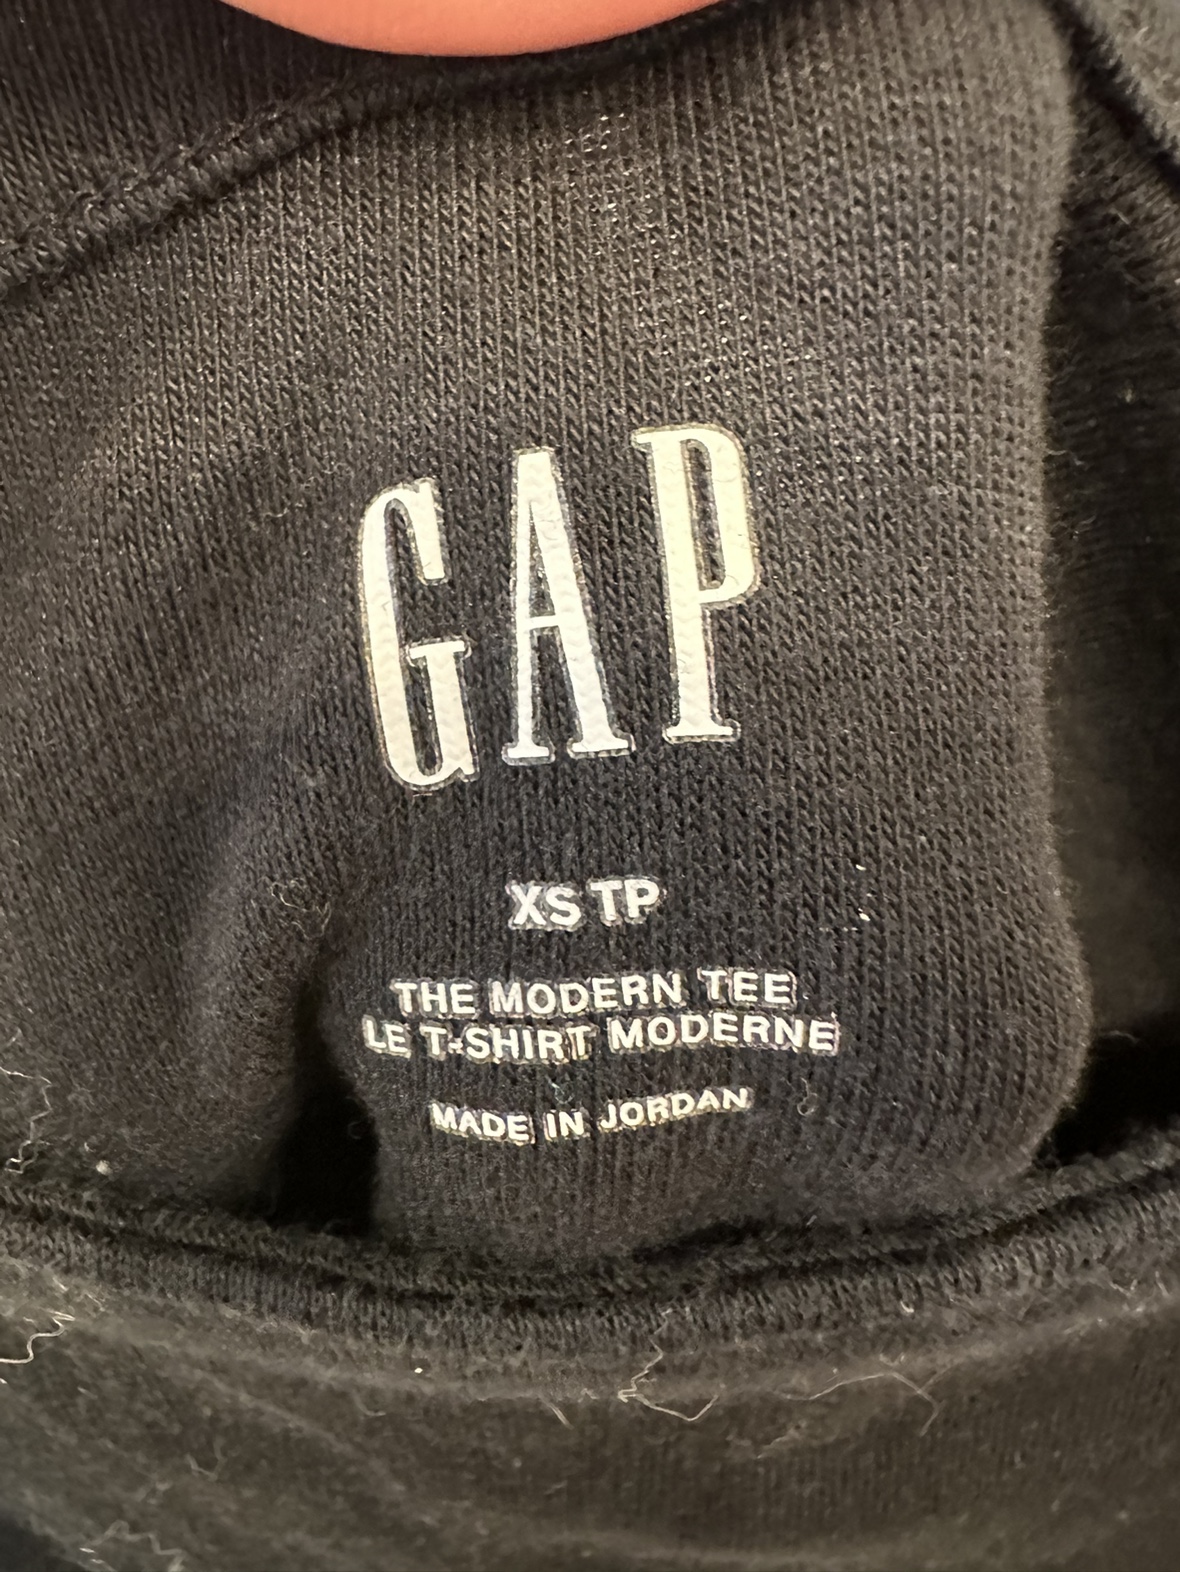 GAP
XS TP
THE MODERN TEE
LE T-SHIRT MODERNE
MADE IN JORDAN